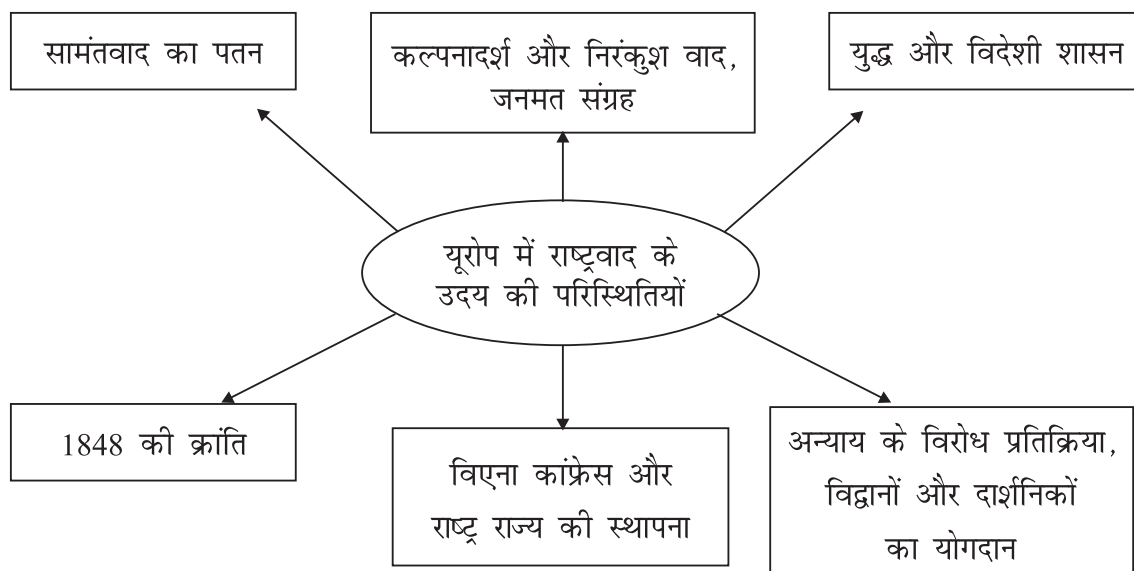 सामंतवाद का पतन
कल्पनादर्श और निरंकुश वाद,
जनमत संग्रह
युद्ध और विदेशी शासन
यूरोप में राष्ट्रवाद के
उदय की परिस्थितियों
1848 की क्रांति
विएना कांफ्रेस और
राष्ट्र राज्य की स्थापना
अन्याय के विरोध प्रतिक्रिया,
विद्वानों और दार्शनिकों
का योगदान